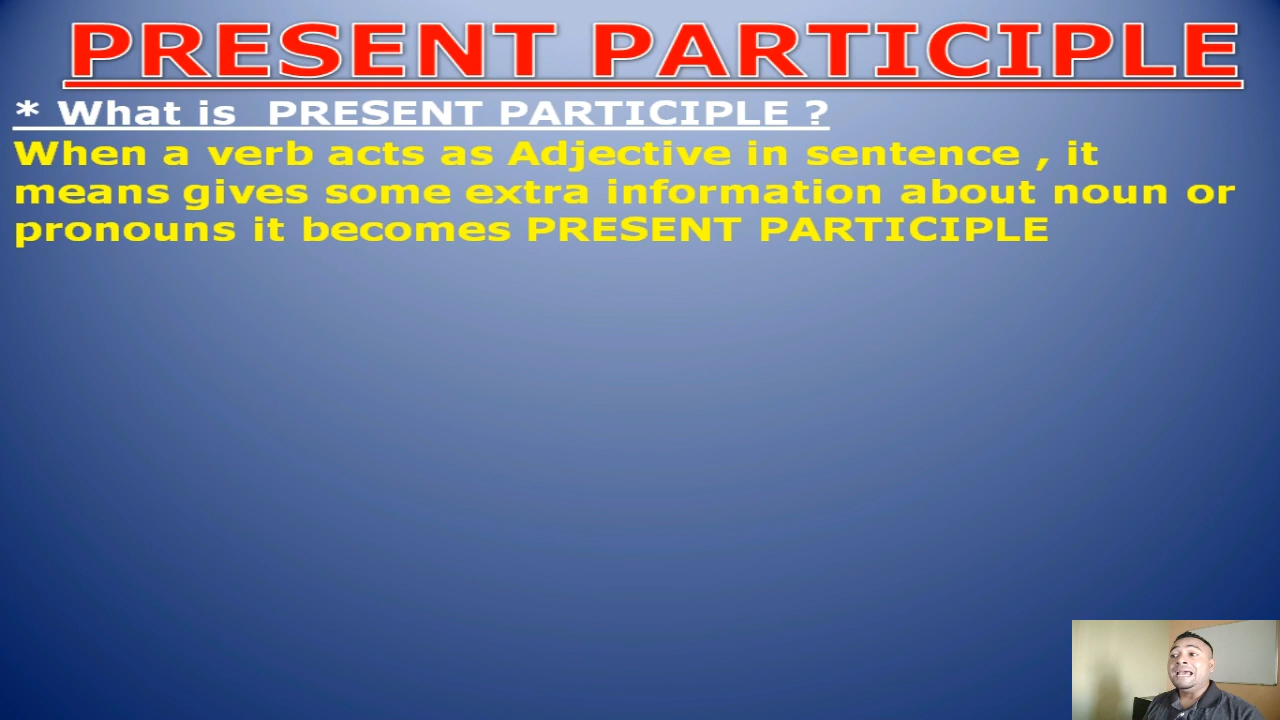 PRESENT PARTICIPLE
* What is PRESENT PARTICIPLE ?
When a verb acts as Adjective in sentence , it
means gives some extra information about noun or
pronouns it becomes PRESENT PARTICIPLE